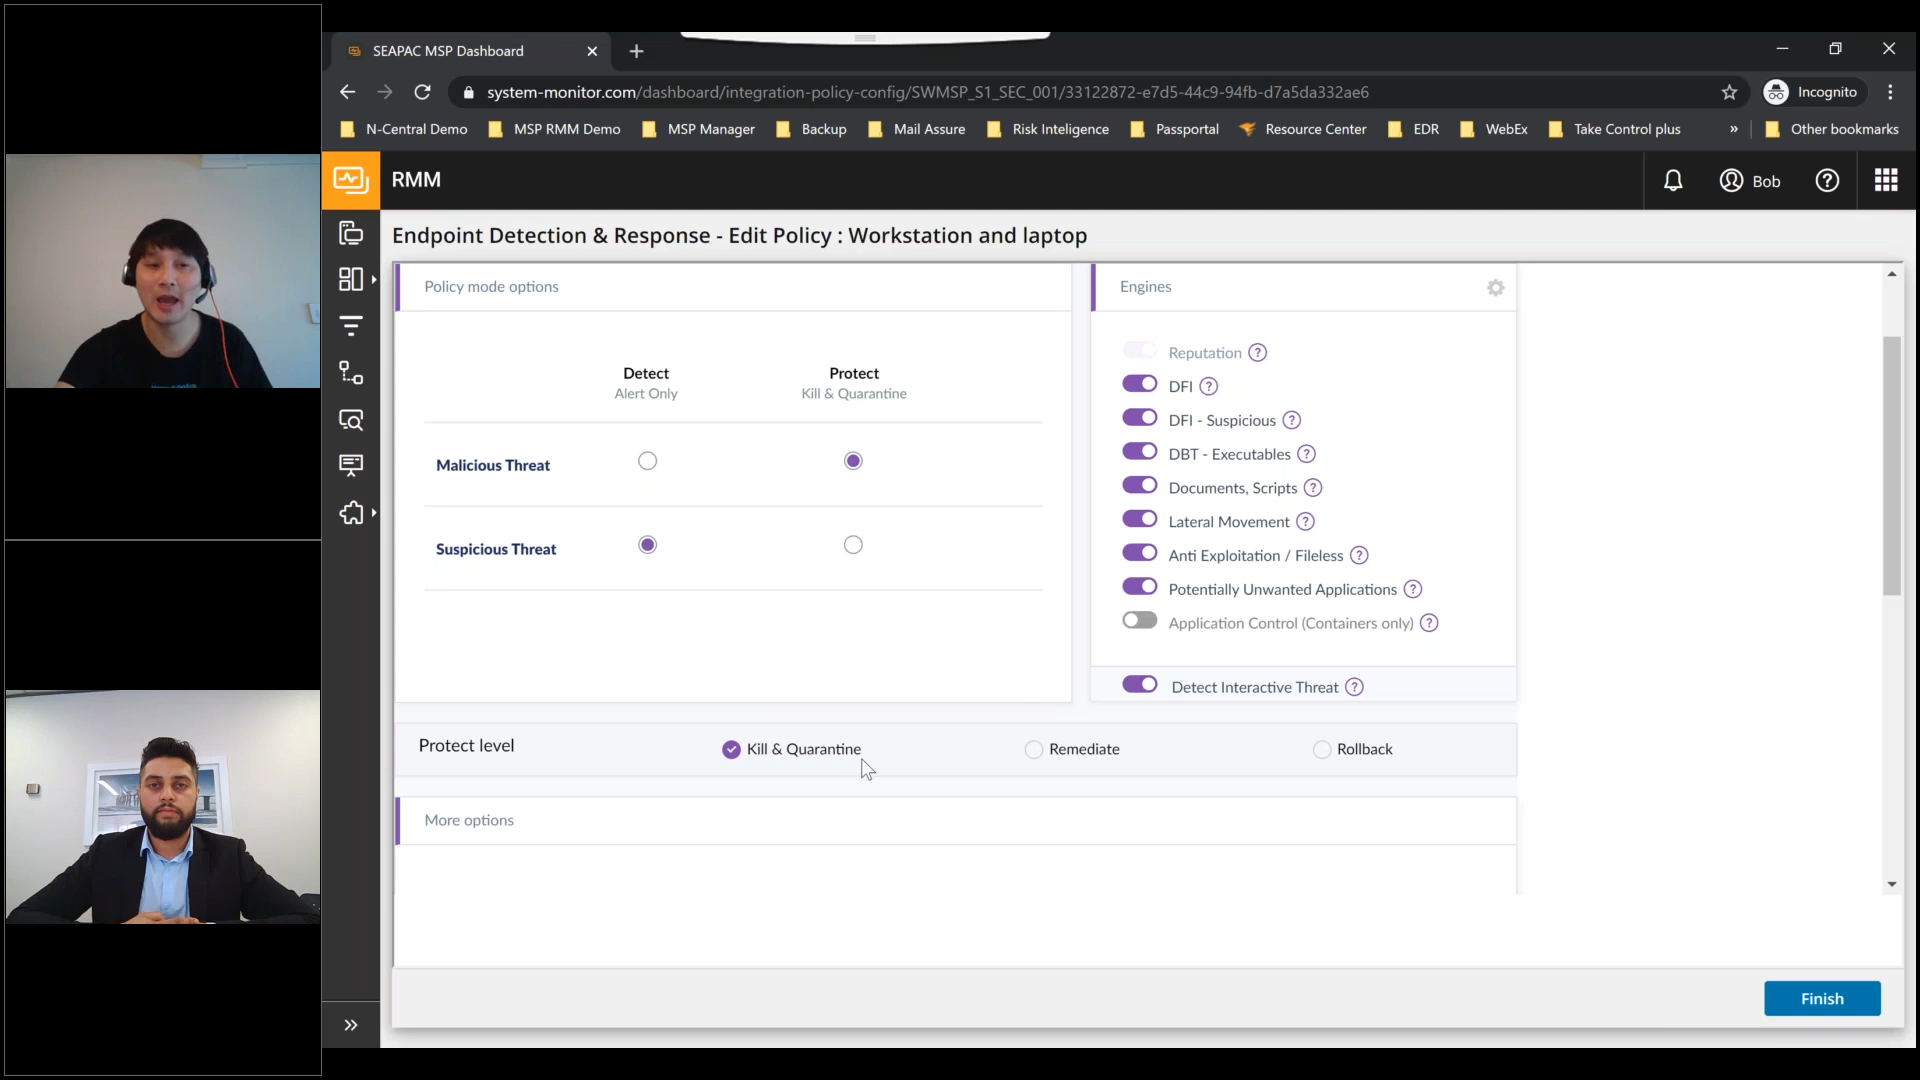 SEAPAC MSP Dashboard
system-monitor.com/dashboard/integration-policy-config/SWMSP_S1_SEC_001/33122872-e7d5-44c9-94fb-d7a5da332ae6
Incognito
N-Central Demo
MSP RMM Demo
MSP Manager
Backup
Mail Assure
Risk Inteligence
Passportal
Resource Center
EDR
WebEx
Take Control plus
»
Other bookmarks
RMM
Bob
Endpoint Detection & Response - Edit Policy : Workstation and laptop
Policy mode options
Detect
Alert Only
Protect
Kill & Quarantine
Malicious Threat
Suspicious Threat
Engines
Reputation ?
DFI ?
DFI - Suspicious ?
DBT - Executables ?
Documents, Scripts ?
Lateral Movement ?
Anti Exploitation / Fileless ?
Potentially Unwanted Applications ?
Application Control (Containers only) ?
Detect Interactive Threat ?
Protect level
Kill & Quarantine
Remediate
Rollback
More options
Finish